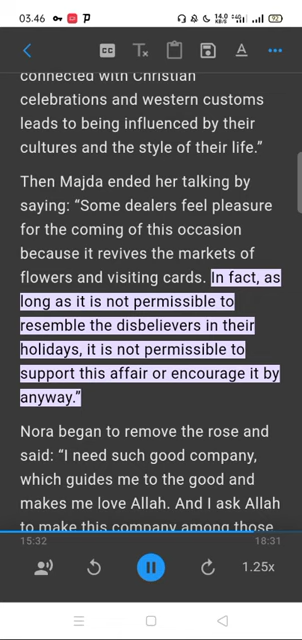 03.46
14.0
KB/S
4G
92
CC
T
A
connected with Christian
celebrations and western customs
leads to being influenced by their
cultures and the style of their life.”
Then Majda ended her talking by
saying: “Some dealers feel pleasure
for the coming of this occasion
because it revives the markets of
flowers and visiting cards. In fact, as
long as it is not permissible to
resemble the disbelievers in their
holidays, it is not permissible to
support this affair or encourage it by
anyway.”
Nora began to remove the rose and
said: “I need such good company,
which guides me to the good and
makes me love Allah. And I ask Allah
to make this company among those
15:32
18:31
1.25x